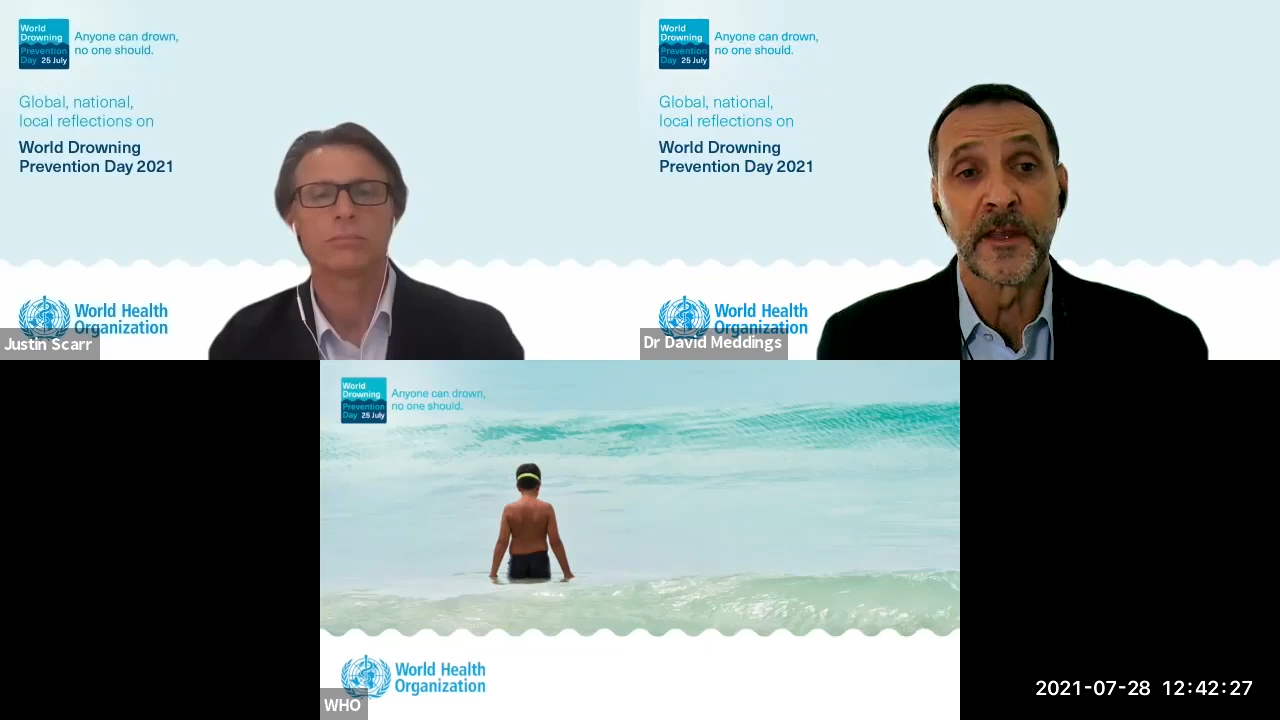 World
Drowning
Prevention
Day 25 July
Anyone can drown,
no one should.
Global, national,
local reflections on
World Drowning
Prevention Day 2021
World Health
Organization
Justin Scarr
World
Drowning
Prevention
Day 25 July
Anyone can drown,
no one should.
Global, national,
local reflections on
World Drowning
Prevention Day 2021
World Health
Organization
Dr David Meddings
World
Drowning
Prevention
Day 25 July
Anyone can drown,
no one should.
World Health
Organization
WHO
2021-07-28 12:42:27